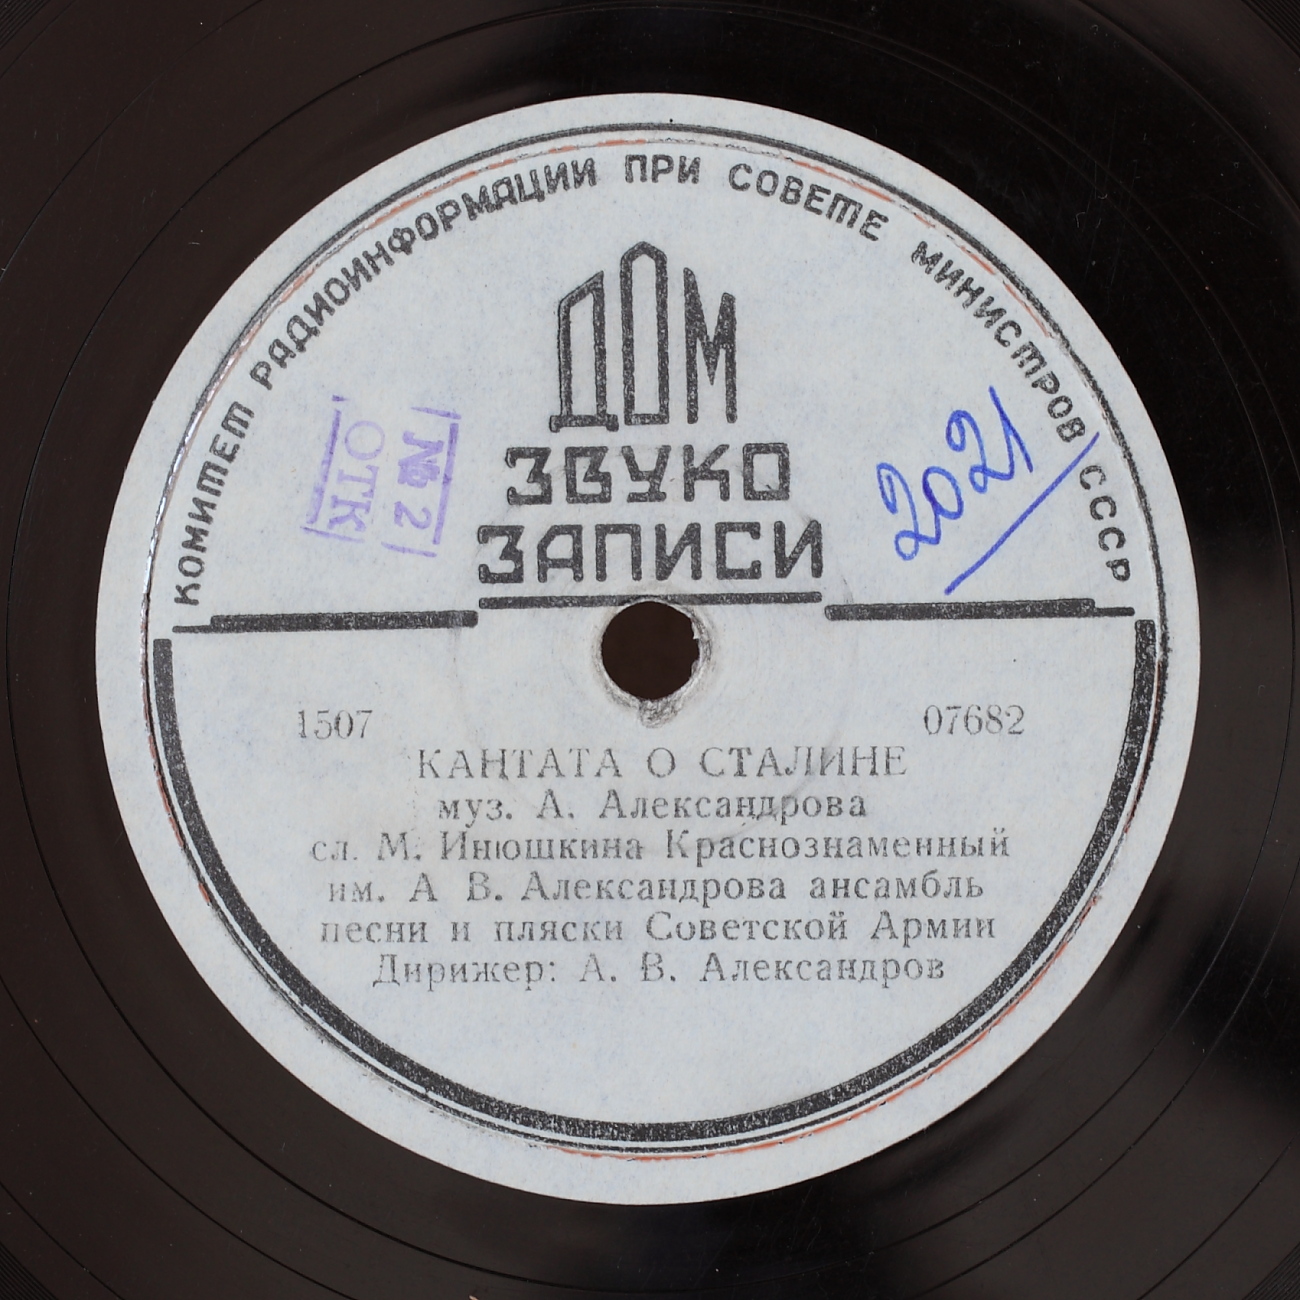 КОМИТЕТ РАДИОИНФОРМАЦИИ ПРИ СОВЕТЕ МИНИСТРОВ СССР
ДОМ
ЗВУКО
ЗАПИСИ
№ 2
ОТК
2021
1507
07682
КАНТАТА О СТАЛИНЕ
муз. А. Александрова
сл. М. Инюшкина Краснознаменный
им. А В. Александрова ансамбль
песни и пляски Советской Армии
Дирижер: А. В. Александров